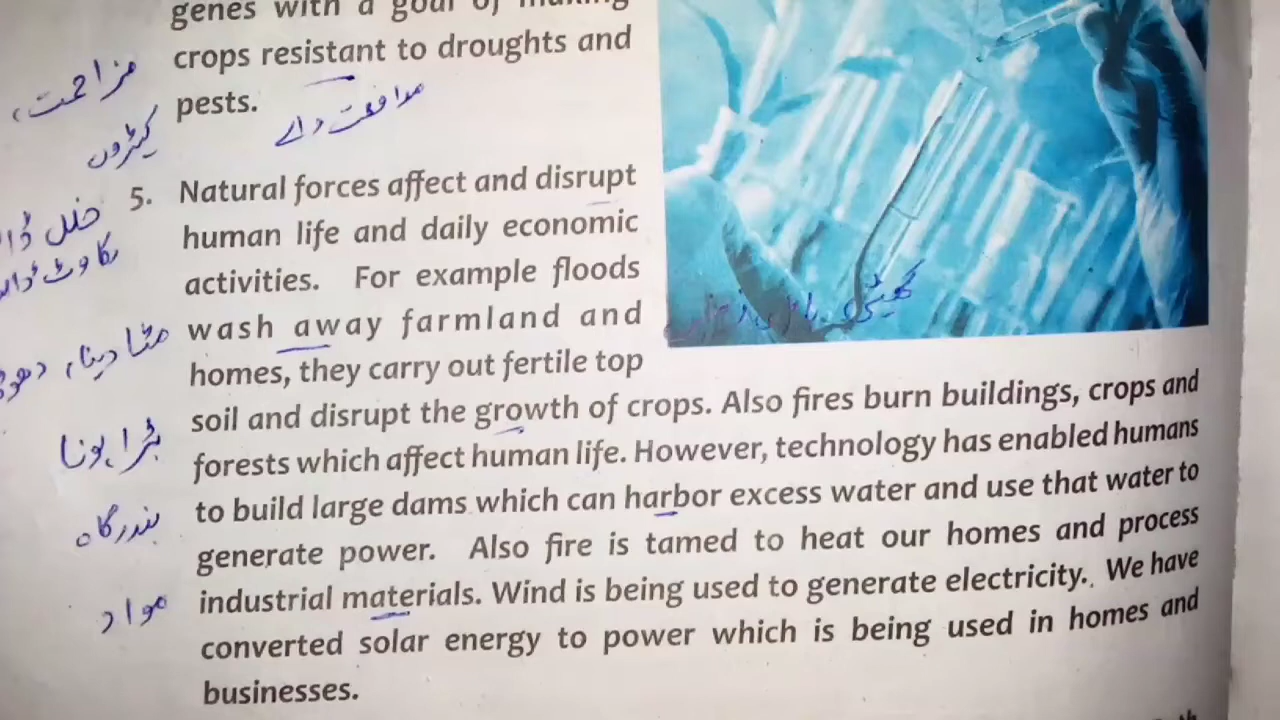 genes with a goal of making
crops resistant to droughts and
pests.
مزاحمت،
مدافعت والے
کیڑوں
5. Natural forces affect and disrupt
human life and daily economic
activities. For example floods
wash away farmland and
homes, they carry out fertile top
soil and disrupt the growth of crops. Also fires burn buildings, crops and
forests which affect human life. However, technology has enabled humans
to build large dams which can harbor excess water and use that water to
generate power. Also fire is tamed to heat our homes and process
industrial materials. Wind is being used to generate electricity. We have
converted solar energy to power which is being used in homes and
businesses.
خلل
رکاوٹ
مٹا دینا،
بڑا ہونا
بندرگاہ
مواد
کھیتی